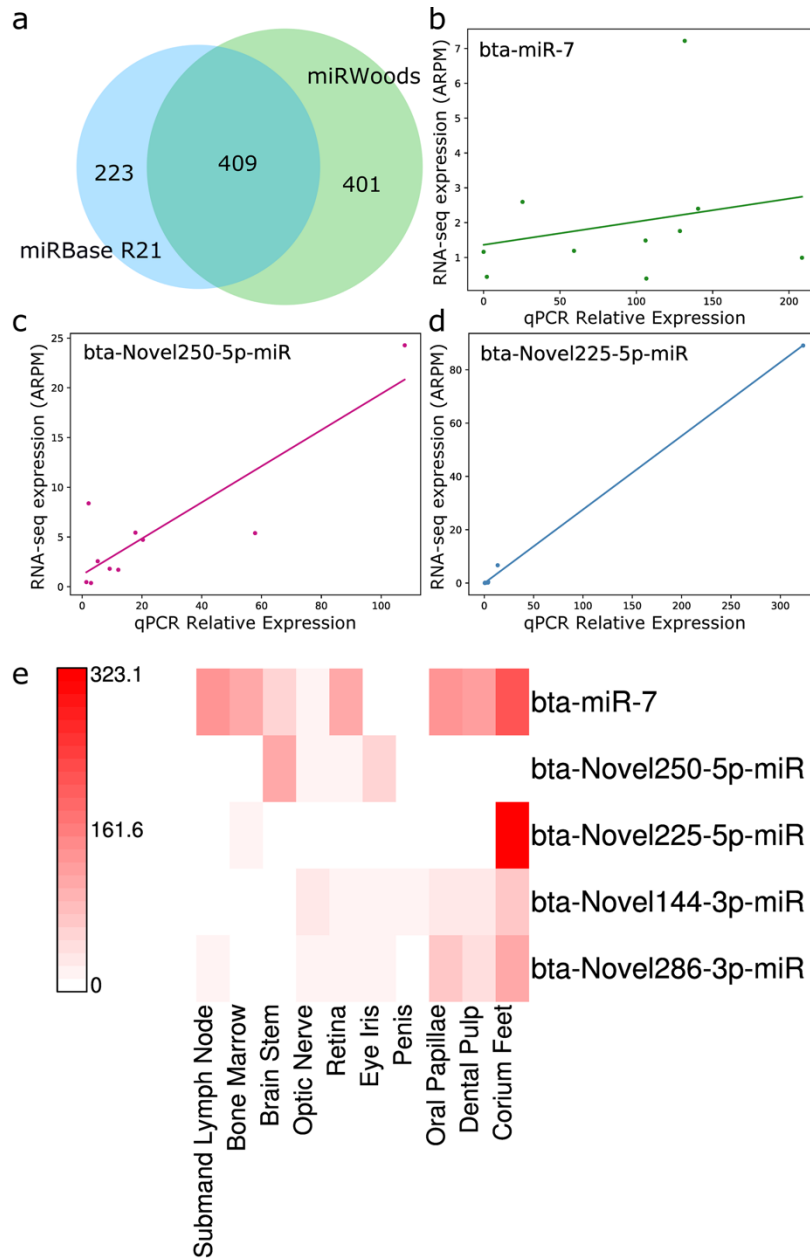 a
miRWoods
223
409
401
miRBase R21
b
bta-miR-7
RNA-seq expression (ARPM)
7
6
5
4
3
2
1
0
50
100
150
200
qPCR Relative Expression
c
bta-Novel250-5p-miR
RNA-seq expression (ARPM)
25
20
15
10
5
0
0
20
40
60
80
100
qPCR Relative Expression
d
bta-Novel225-5p-miR
RNA-seq expression (ARPM)
80
60
40
20
0
0
50
100
150
200
250
300
qPCR Relative Expression
e
323.1
161.6
0
bta-miR-7
bta-Novel250-5p-miR
bta-Novel225-5p-miR
bta-Novel144-3p-miR
bta-Novel286-3p-miR
Submand Lymph Node
Bone Marrow
Brain Stem
Optic Nerve
Retina
Eye Iris
Penis
Oral Papillae
Dental Pulp
Corium Feet